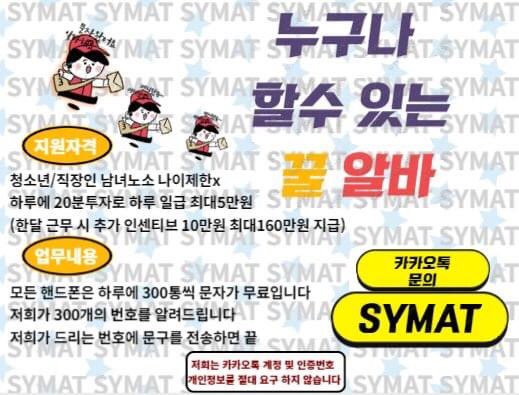 누구나
할수 있는
꿀 알바
지원자격
청소년/직장인 남녀노소 나이제한x
하루에 20분투자로 하루 일급 최대5만원
(한달 근무 시 추가 인센티브 10만원 최대160만원 지급)
업무내용
모든 핸드폰은 하루에 300통씩 문자가 무료입니다
저희가 300개의 번호를 알려드립니다
저희가 드리는 번호에 문구를 전송하면 끝
카카오톡
문의
SYMAT
저희는 카카오톡 계정 및 인증번호
개인정보를 절대 요구 하지 않습니다